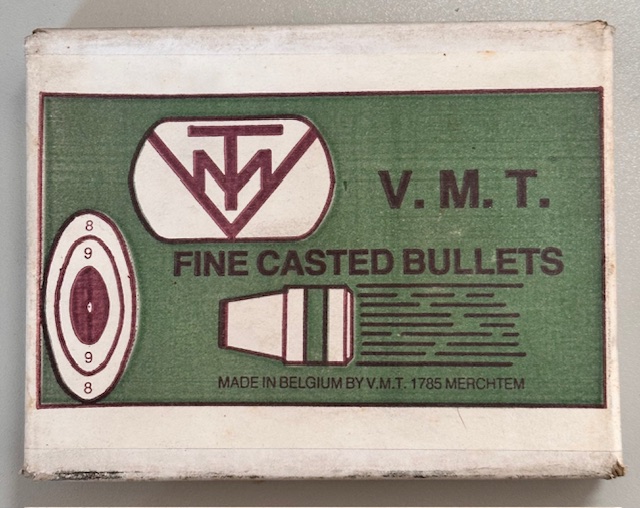 VMT
V. M. T.
8
9
FINE CASTED BULLETS
9
8
MADE IN BELGIUM BY V.M.T. 1785 MERCHTEM